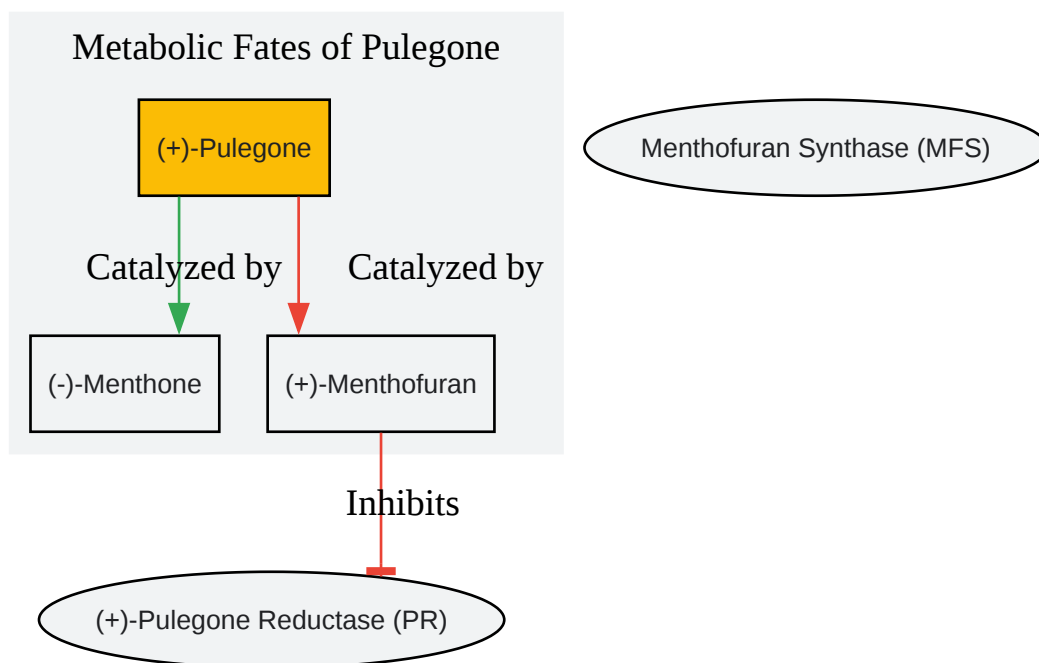 Metabolic Fates of Pulegone
(+)-Pulegone
Menthofuran Synthase (MFS)
Catalyzed by
Catalyzed by
(-)-Menthone
(+)-Menthofuran
Inhibits
(+)-Pulegone Reductase (PR)